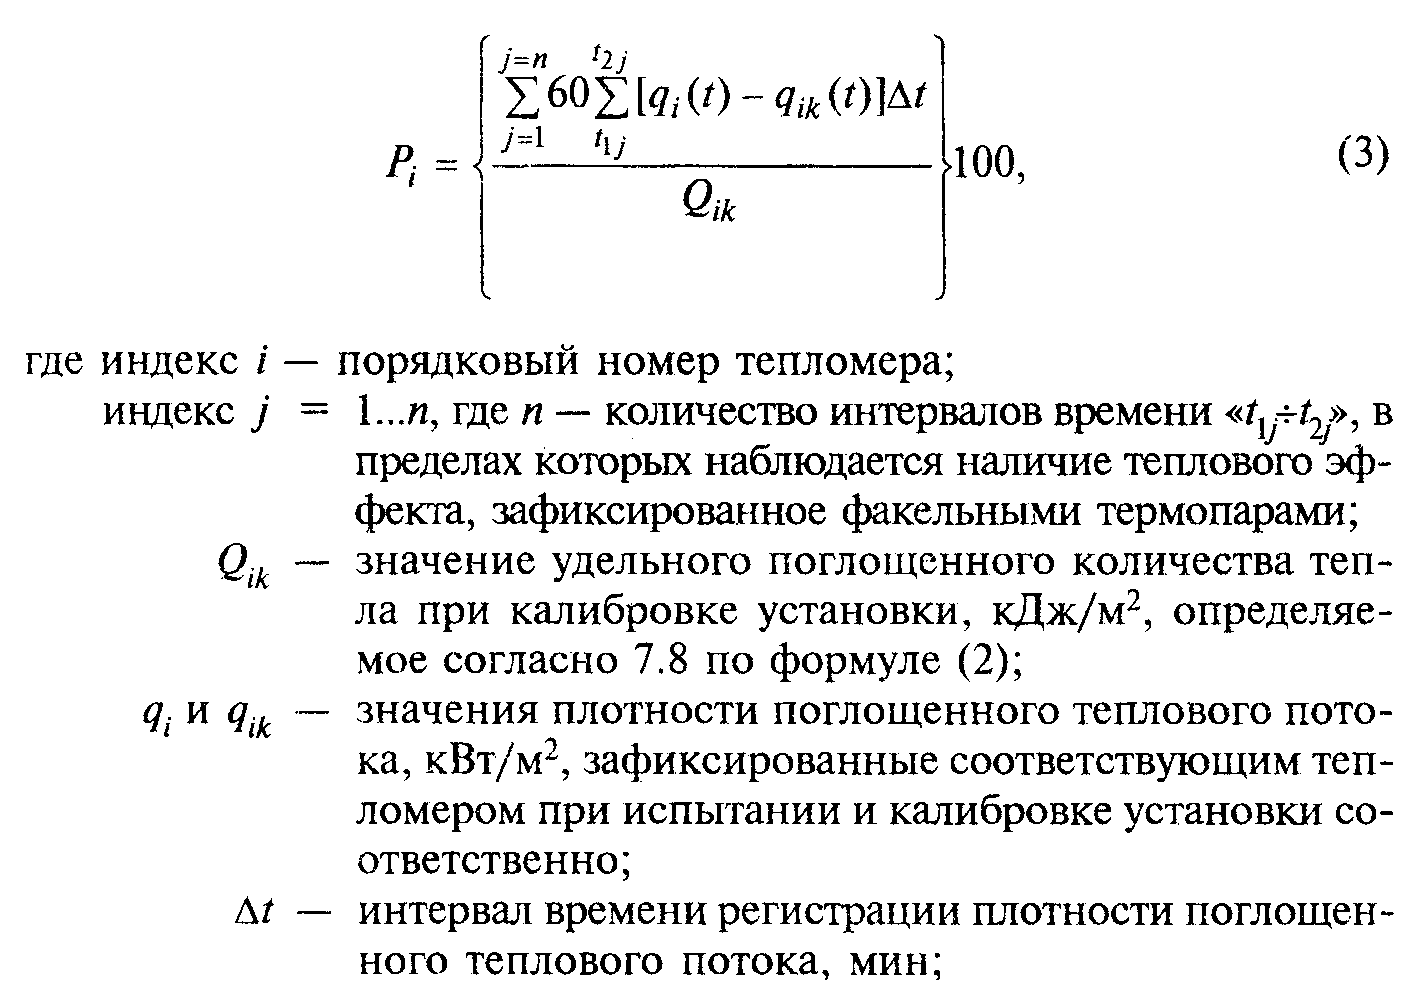 P_i = { \frac{\sum_{j=1}^{j=n} 60 \sum_{t_{1j}}^{t_{2j}} [q_i(t) – q_{ik}(t)]Δt}{Q_{ik}} } 100, (3)
где индекс i — порядковый номер тепломера;
индекс j = 1...n, где n — количество интервалов времени «t_{1j}÷t_{2j}», в
пределах которых наблюдается наличие теплового эф-
фекта, зафиксированное факельными термопарами;
Q_{ik} — значение удельного поглощенного количества теп-
ла при калибровке установки, кДж/м², определяе-
мое согласно 7.8 по формуле (2);
q_i и q_{ik} — значения плотности поглощенного теплового пото-
ка, кВт/м², зафиксированные соответствующим теп-
ломером при испытании и калибровке установки со-
ответственно;
Δt — интервал времени регистрации плотности поглощен-
ного теплового потока, мин;